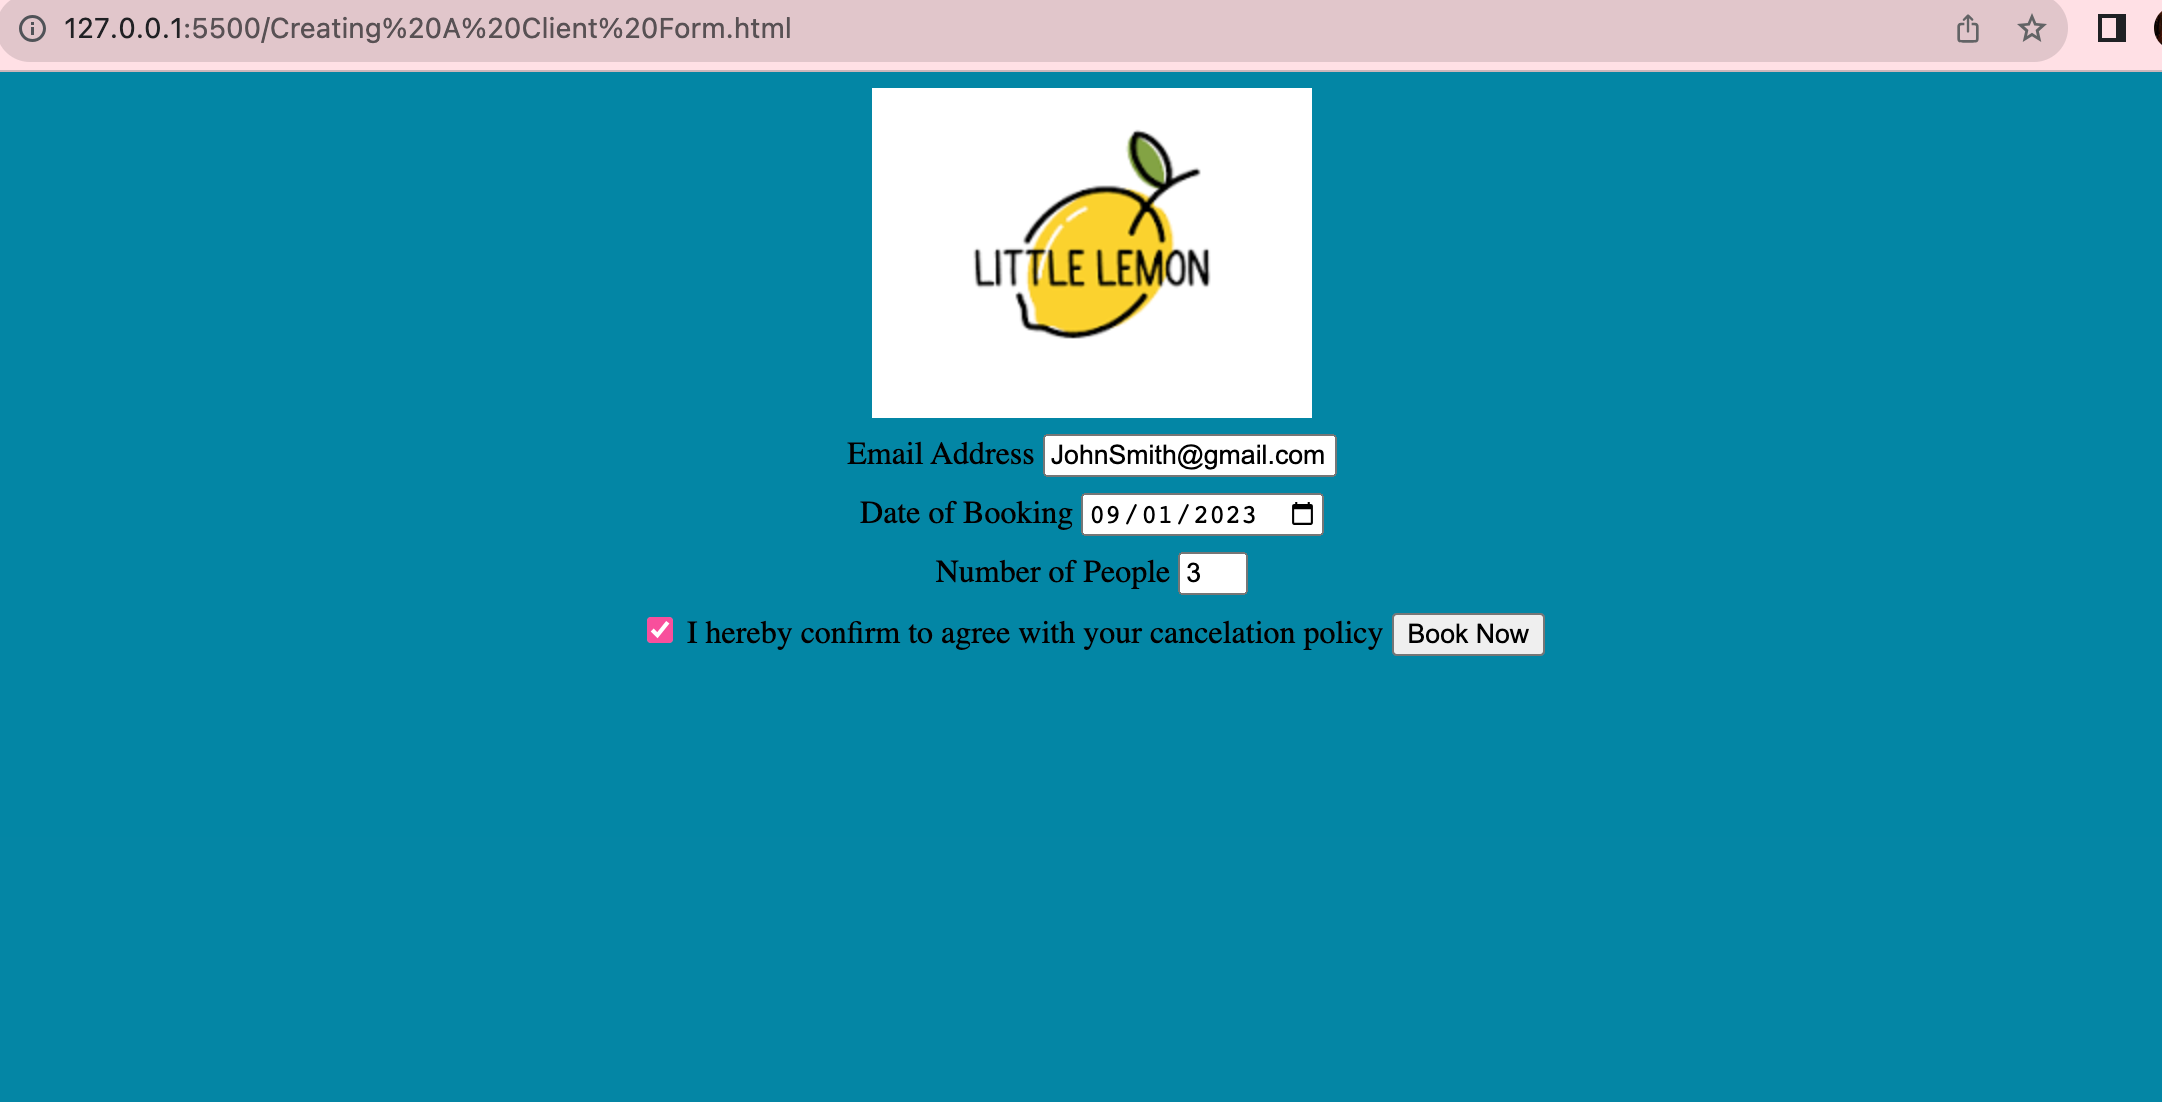 127.0.0.1:5500/Creating%20A%20Client%20Form.html
LITTLE LEMON
Email Address JohnSmith@gmail.com
Date of Booking 09/01/2023
Number of People 3
I hereby confirm to agree with your cancelation policy Book Now